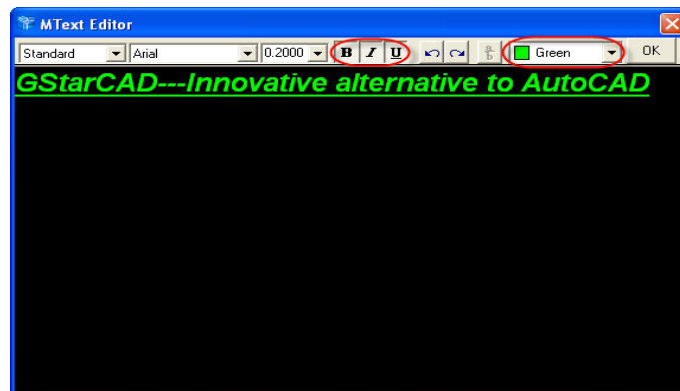 MText Editor
Standard Arial 0.2000 B I U Green OK
GStarCAD---Innovative alternative to AutoCAD